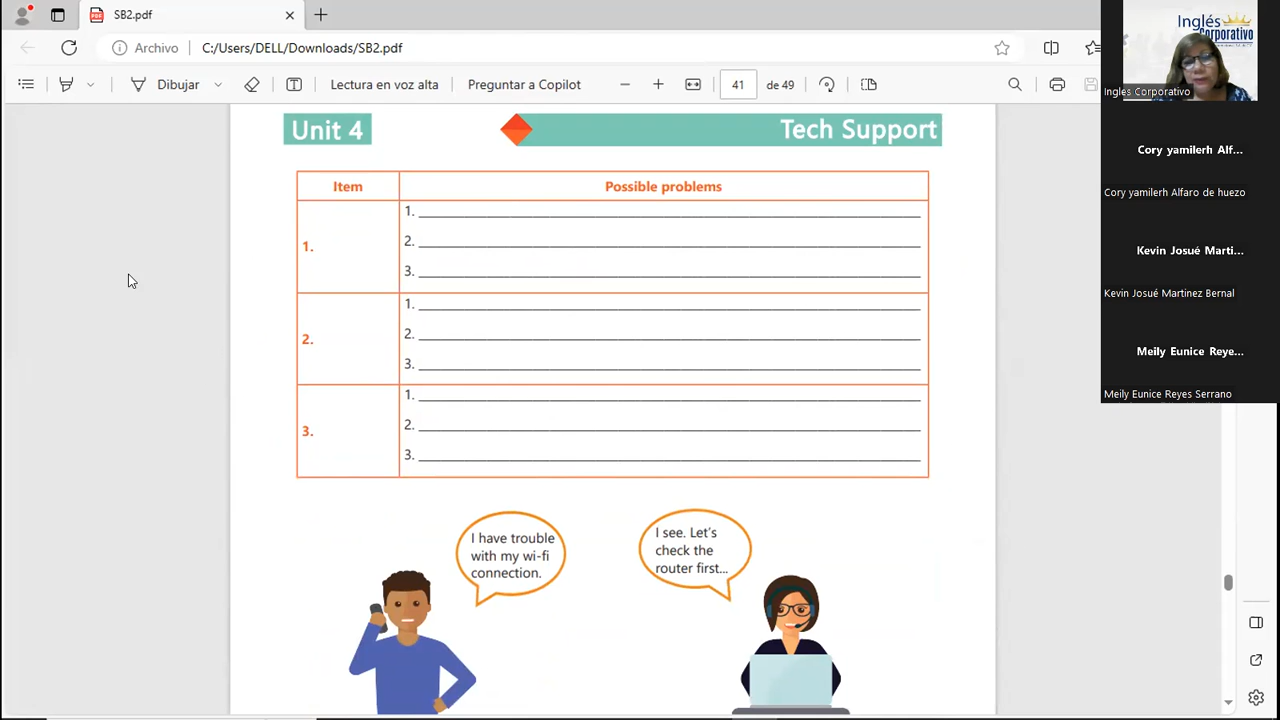 SB2.pdf
Archivo
C:/Users/DELL/Downloads/SB2.pdf
Dibujar
Lectura en voz alta
Preguntar a Copilot
41
de 49
Unit 4
Tech Support
Item
Possible problems
1.
1.
2.
3.
2.
1.
2.
3.
3.
1.
2.
3.
I have trouble
with my wi-fi
connection.
I see. Let's
check the
router first...
Inglés
Corporativo
Ingles Corporativo
Cory yamilerh Alf...
Cory yamilerh Alfaro de huezo
Kevin Josué Marti...
Kevin Josué Martinez Bernal
Meily Eunice Reye...
Meily Eunice Reyes Serrano